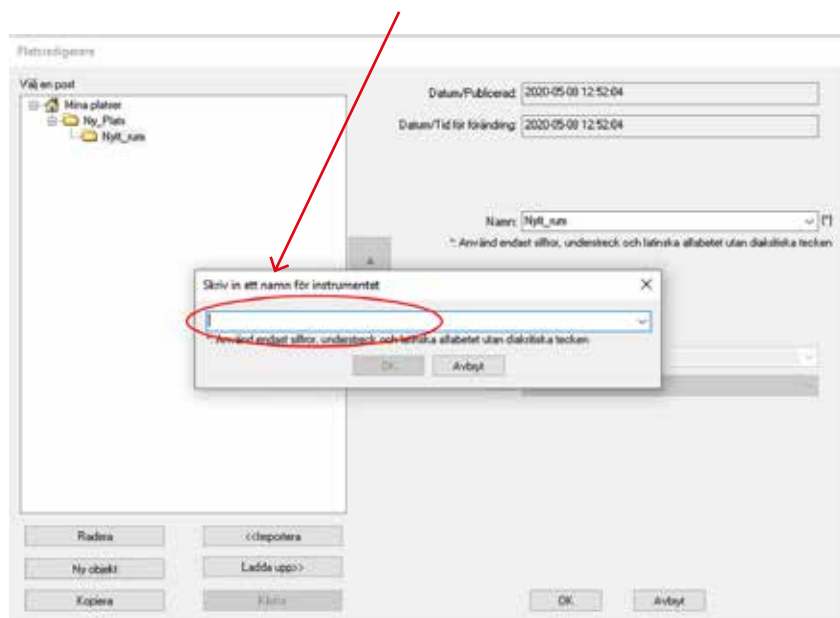 Platsredigerare
Välj en post
Mina platser
Ny_Plats
Nytt_rum
Datum/Publicerad: 2020-05-08 12:52:04
Datum/Tid för förändring: 2020-05-08 12:52:04
Namn: Nytt_rum [*]
*: Använd endast siffror, understreck och latinska alfabetet utan diakritiska tecken
Skriv in ett namn för instrumentet
* Använd endast siffror, understreck och latinska alfabetet utan diakritiska tecken
OK
Avbryt
Radera
<<Importera
Ny objekt
Ladda upp>>
Kopiera
Klistra
OK
Avbryt